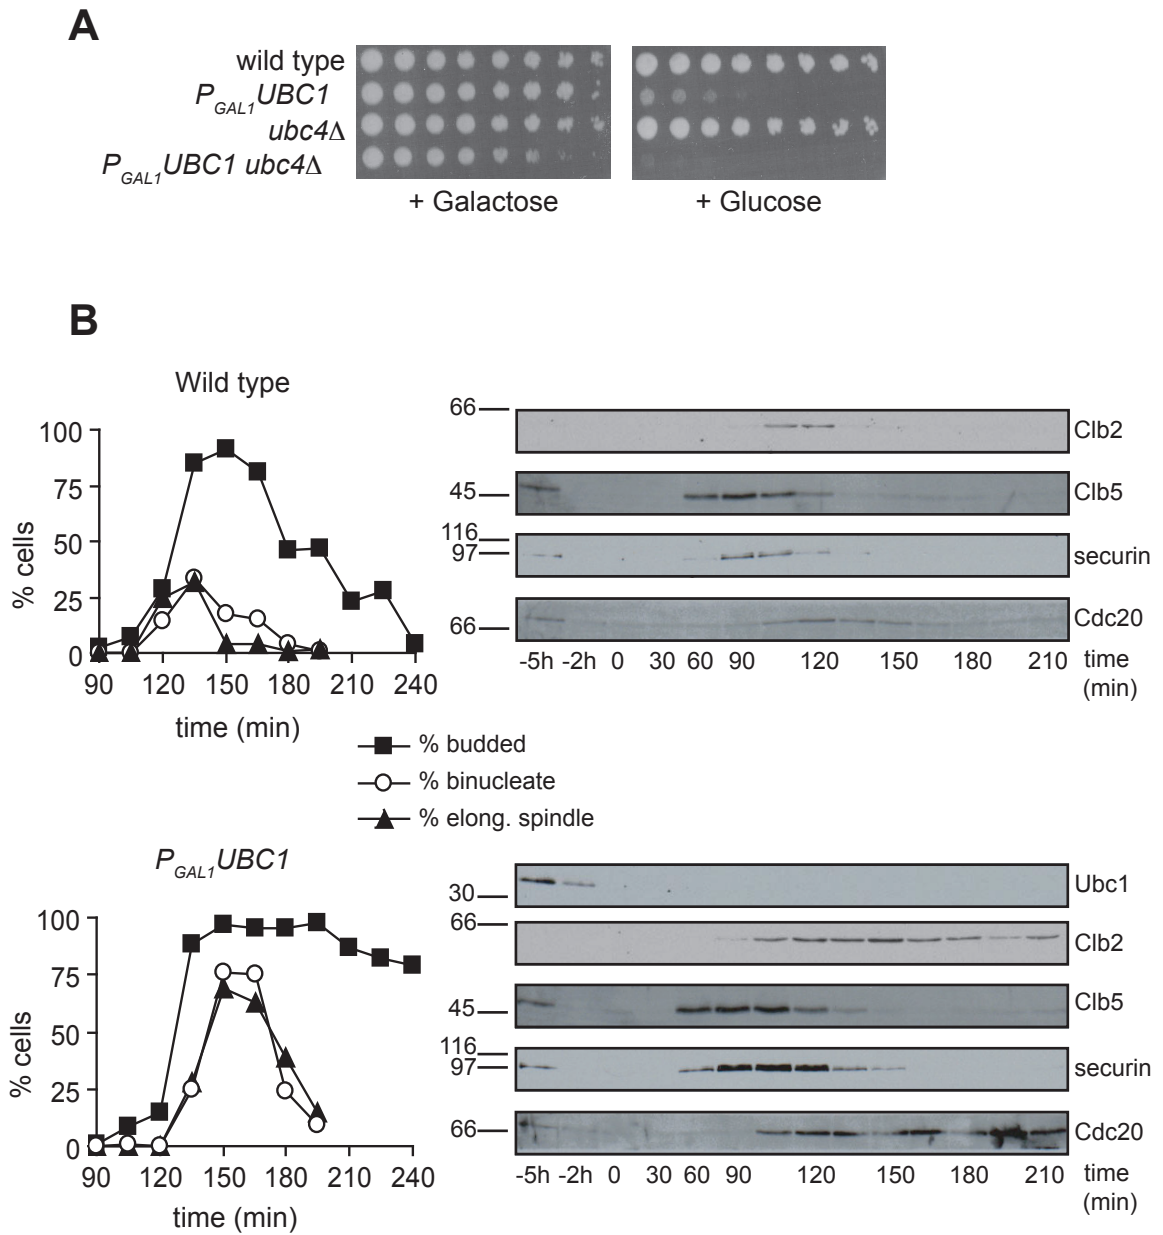 A
wild type
P_GAL1UBC1
ubc4Δ
P_GAL1UBC1 ubc4Δ
+ Galactose
+ Glucose
B
Wild type
100
75
50
25
0
% cells
90 120 150 180 210 240
time (min)
66
Clb2
45
Clb5
116
97
securin
66
Cdc20
-5h -2h 0 30 60 90 120 150 180 210 time
(min)
% budded
% binucleate
% elong. spindle
P_GAL1UBC1
100
75
50
25
0
% cells
90 120 150 180 210 240
time (min)
30
Ubc1
66
Clb2
45
Clb5
116
97
securin
66
Cdc20
-5h -2h 0 30 60 90 120 150 180 210 time
(min)